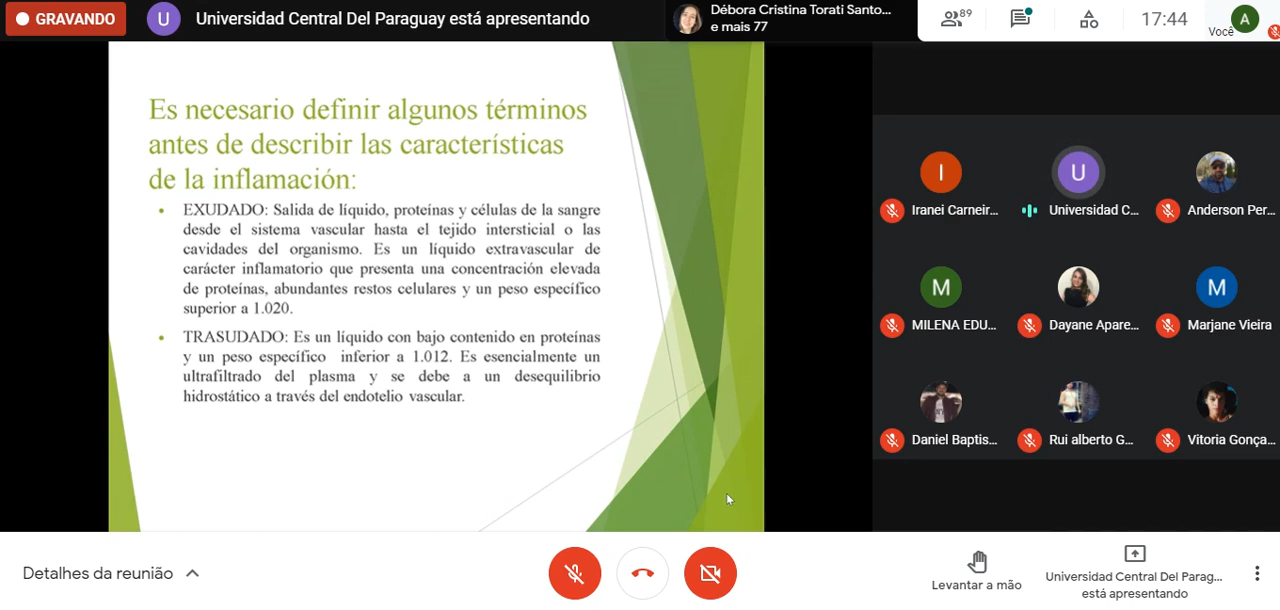 GRAVANDO
U
Universidad Central Del Paraguay está apresentando
Débora Cristina Torati Santo...
e mais 77
89
17:44
Você
A
Es necesario definir algunos términos
antes de describir las características
de la inflamación:
• EXUDADO: Salida de líquido, proteínas y células de la sangre
desde el sistema vascular hasta el tejido intersticial o las
cavidades del organismo. Es un líquido extravascular de
carácter inflamatorio que presenta una concentración elevada
de proteínas, abundantes restos celulares y un peso específico
superior a 1.020.
• TRASUDADO: Es un líquido con bajo contenido en proteínas
y un peso específico inferior a 1.012. Es esencialmente un
ultrafiltrado del plasma y se debe a un desequilibrio
hidrostático a través del endotelio vascular.
I
U
Iranei Carneir...
Universidad C...
Anderson Per...
M
M
MILENA EDU...
Dayane Apare...
Marjane Vieira
Daniel Baptis...
Rui alberto G...
Vitoria Gonça...
Detalhes da reunião
Levantar a mão
Universidad Central Del Parag...
está apresentando